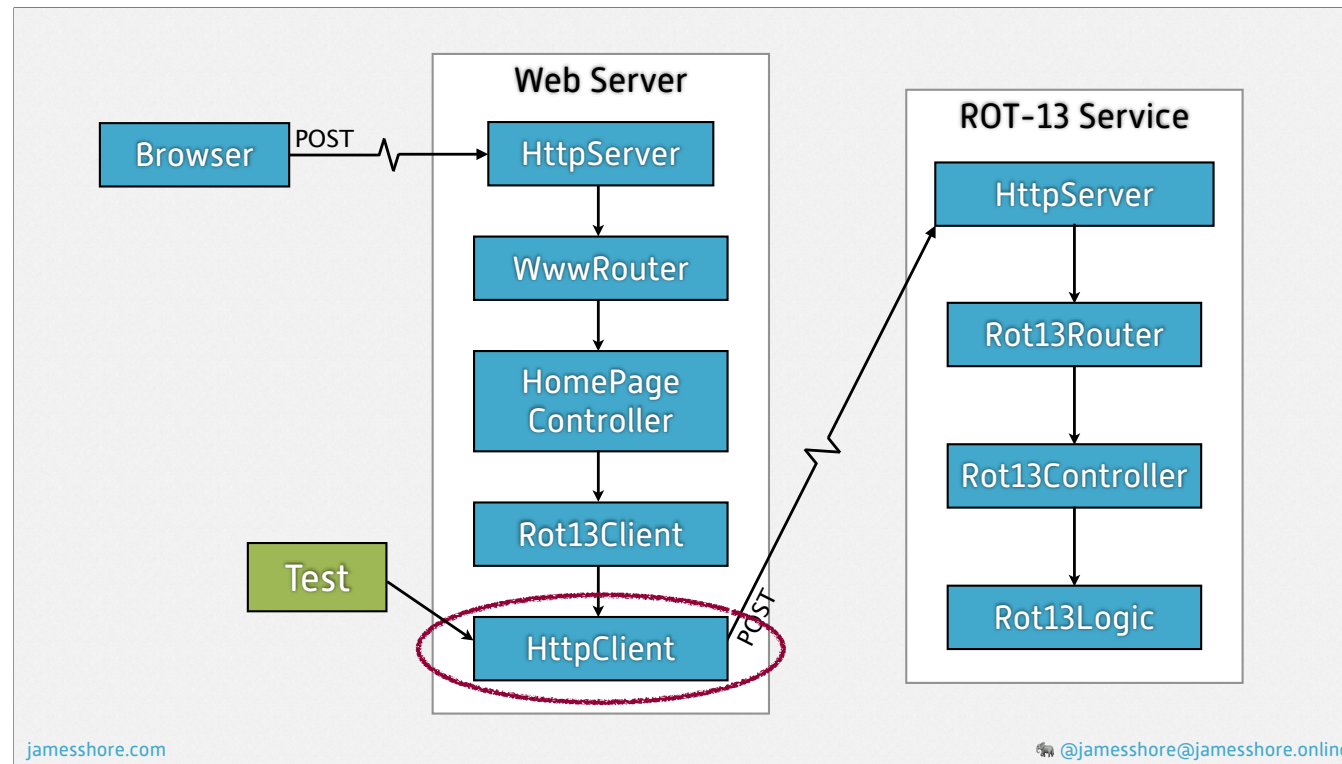 Web Server
ROT-13 Service
Browser
POST
HttpServer
HttpServer
WwwRouter
Rot13Router
HomePage
Controller
Rot13Controller
Rot13Client
Test
Rot13Logic
HttpClient
POST
jamesshore.com
@jamesshore@jamesshore.online